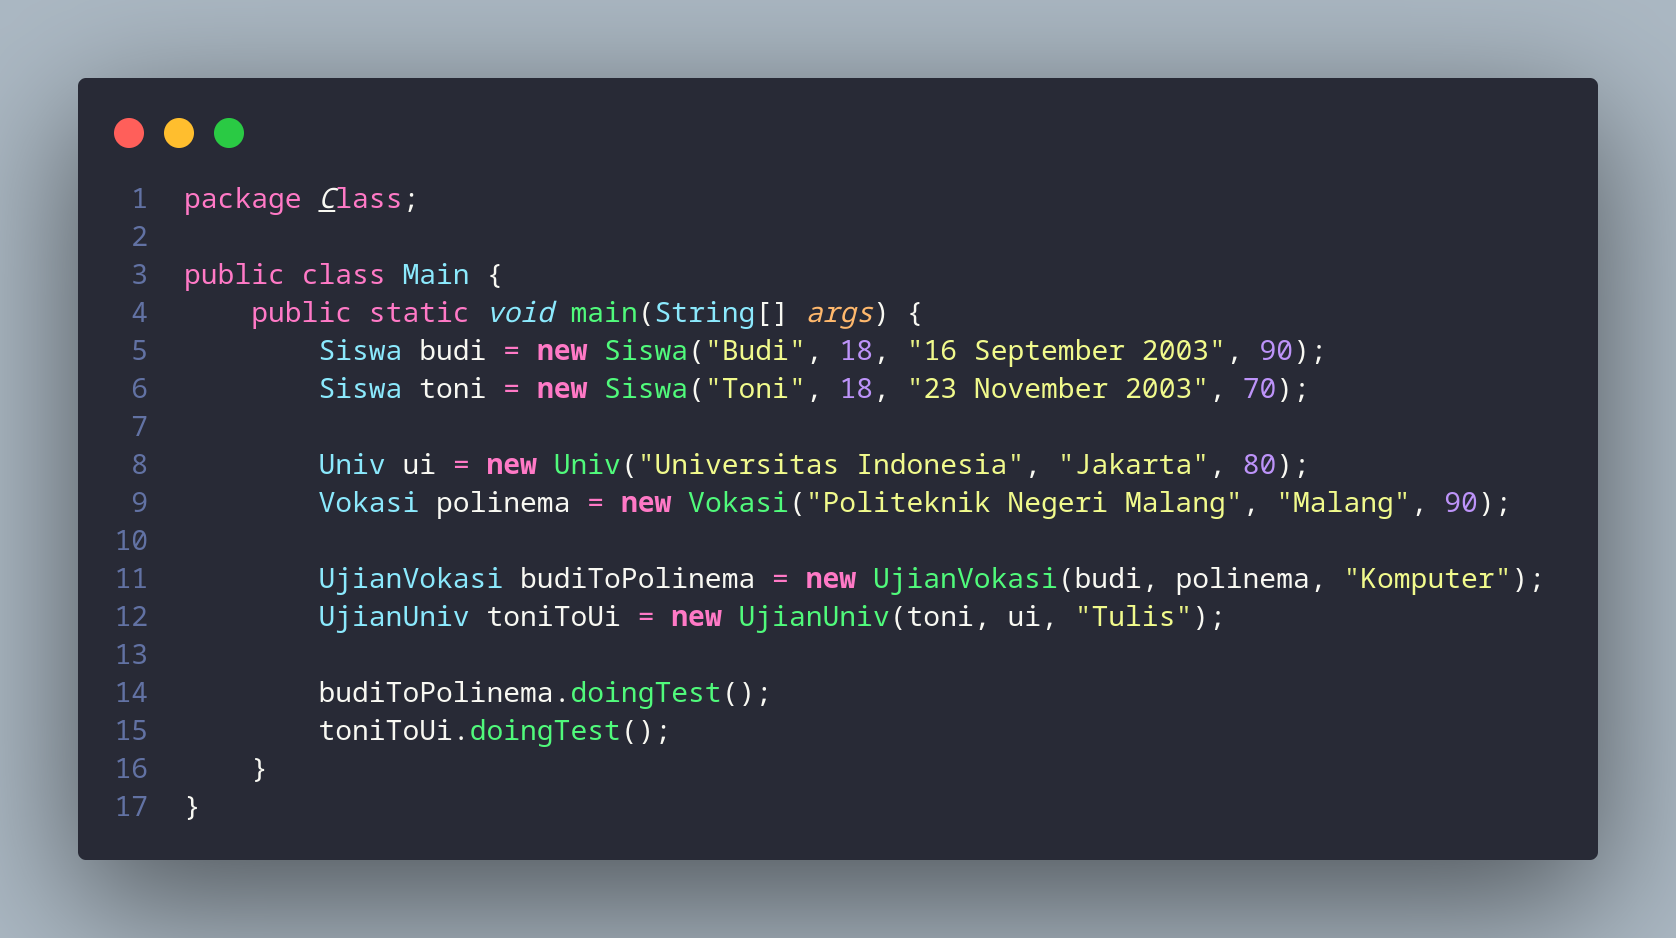 1 package Class;
2
3 public class Main {
4     public static void main(String[] args) {
5         Siswa budi = new Siswa("Budi", 18, "16 September 2003", 90);
6         Siswa toni = new Siswa("Toni", 18, "23 November 2003", 70);
7
8         Univ ui = new Univ("Universitas Indonesia", "Jakarta", 80);
9         Vokasi polinema = new Vokasi("Politeknik Negeri Malang", "Malang", 90);
10
11         UjianVokasi budiToPolinema = new UjianVokasi(budi, polinema, "Komputer");
12         UjianUniv toniToUi = new UjianUniv(toni, ui, "Tulis");
13
14         budiToPolinema.doingTest();
15         toniToUi.doingTest();
16     }
17 }